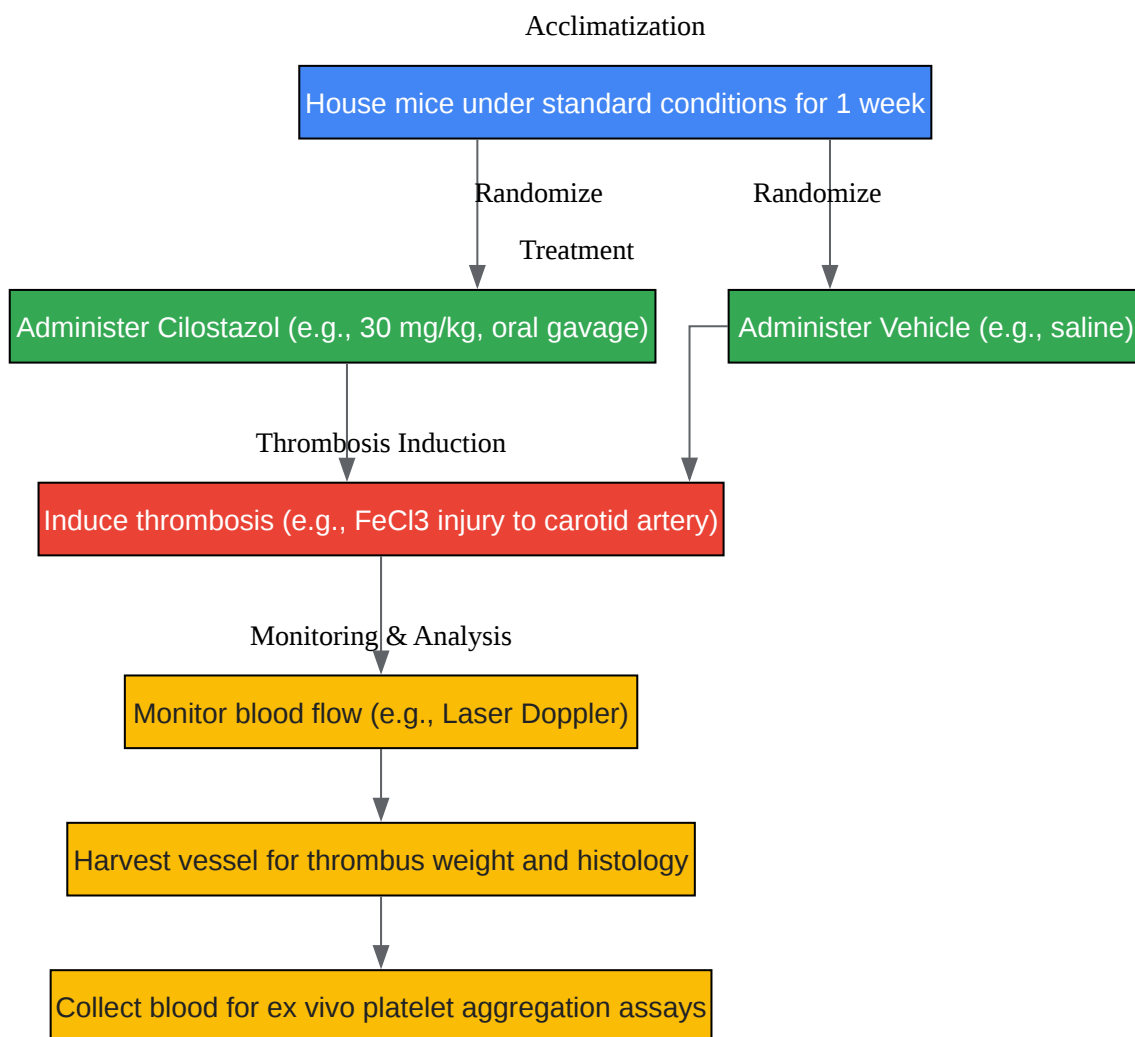 Acclimatization
House mice under standard conditions for 1 week
Randomize
Randomize
Treatment
Administer Cilostazol (e.g., 30 mg/kg, oral gavage)
Administer Vehicle (e.g., saline)
Thrombosis Induction
Induce thrombosis (e.g., FeCl3 injury to carotid artery)
Monitoring & Analysis
Monitor blood flow (e.g., Laser Doppler)
Harvest vessel for thrombus weight and histology
Collect blood for ex vivo platelet aggregation assays